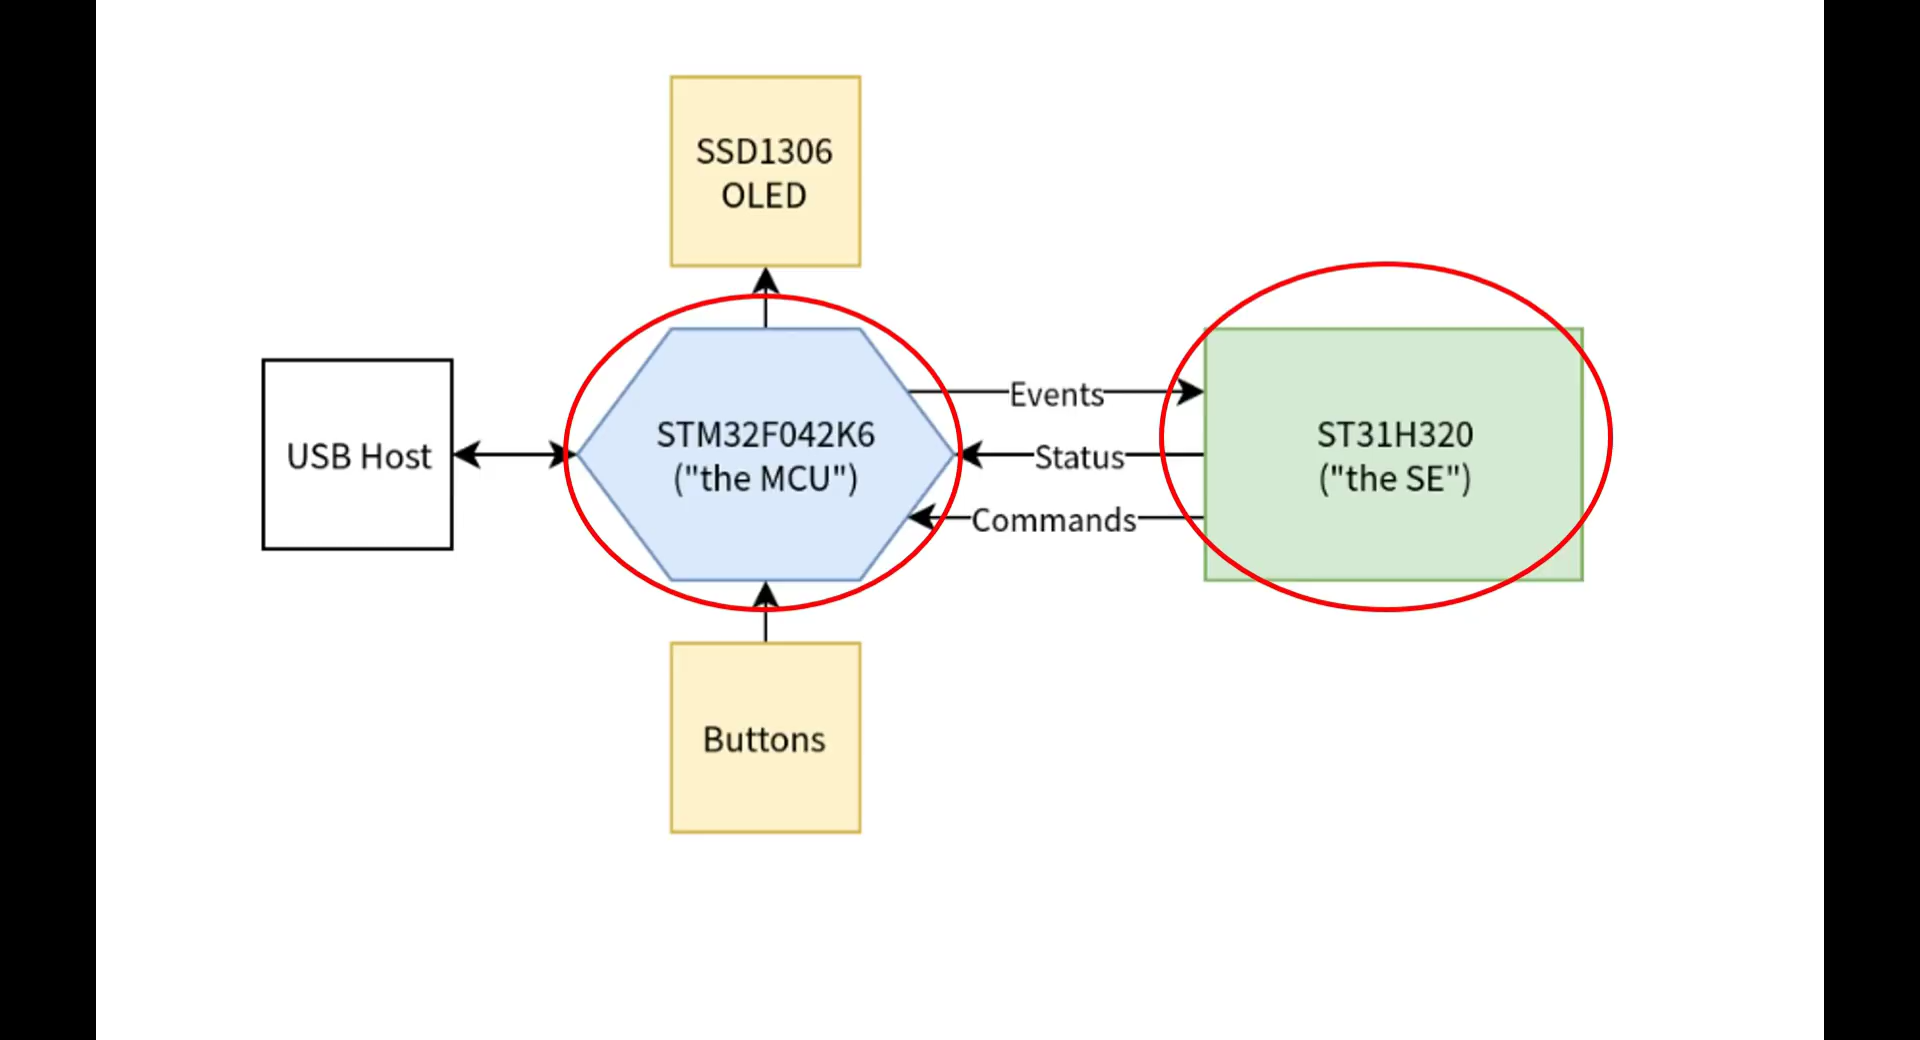 SSD1306
OLED
USB Host
STM32F042K6
("the MCU")
Events
Status
Commands
ST31H320
("the SE")
Buttons